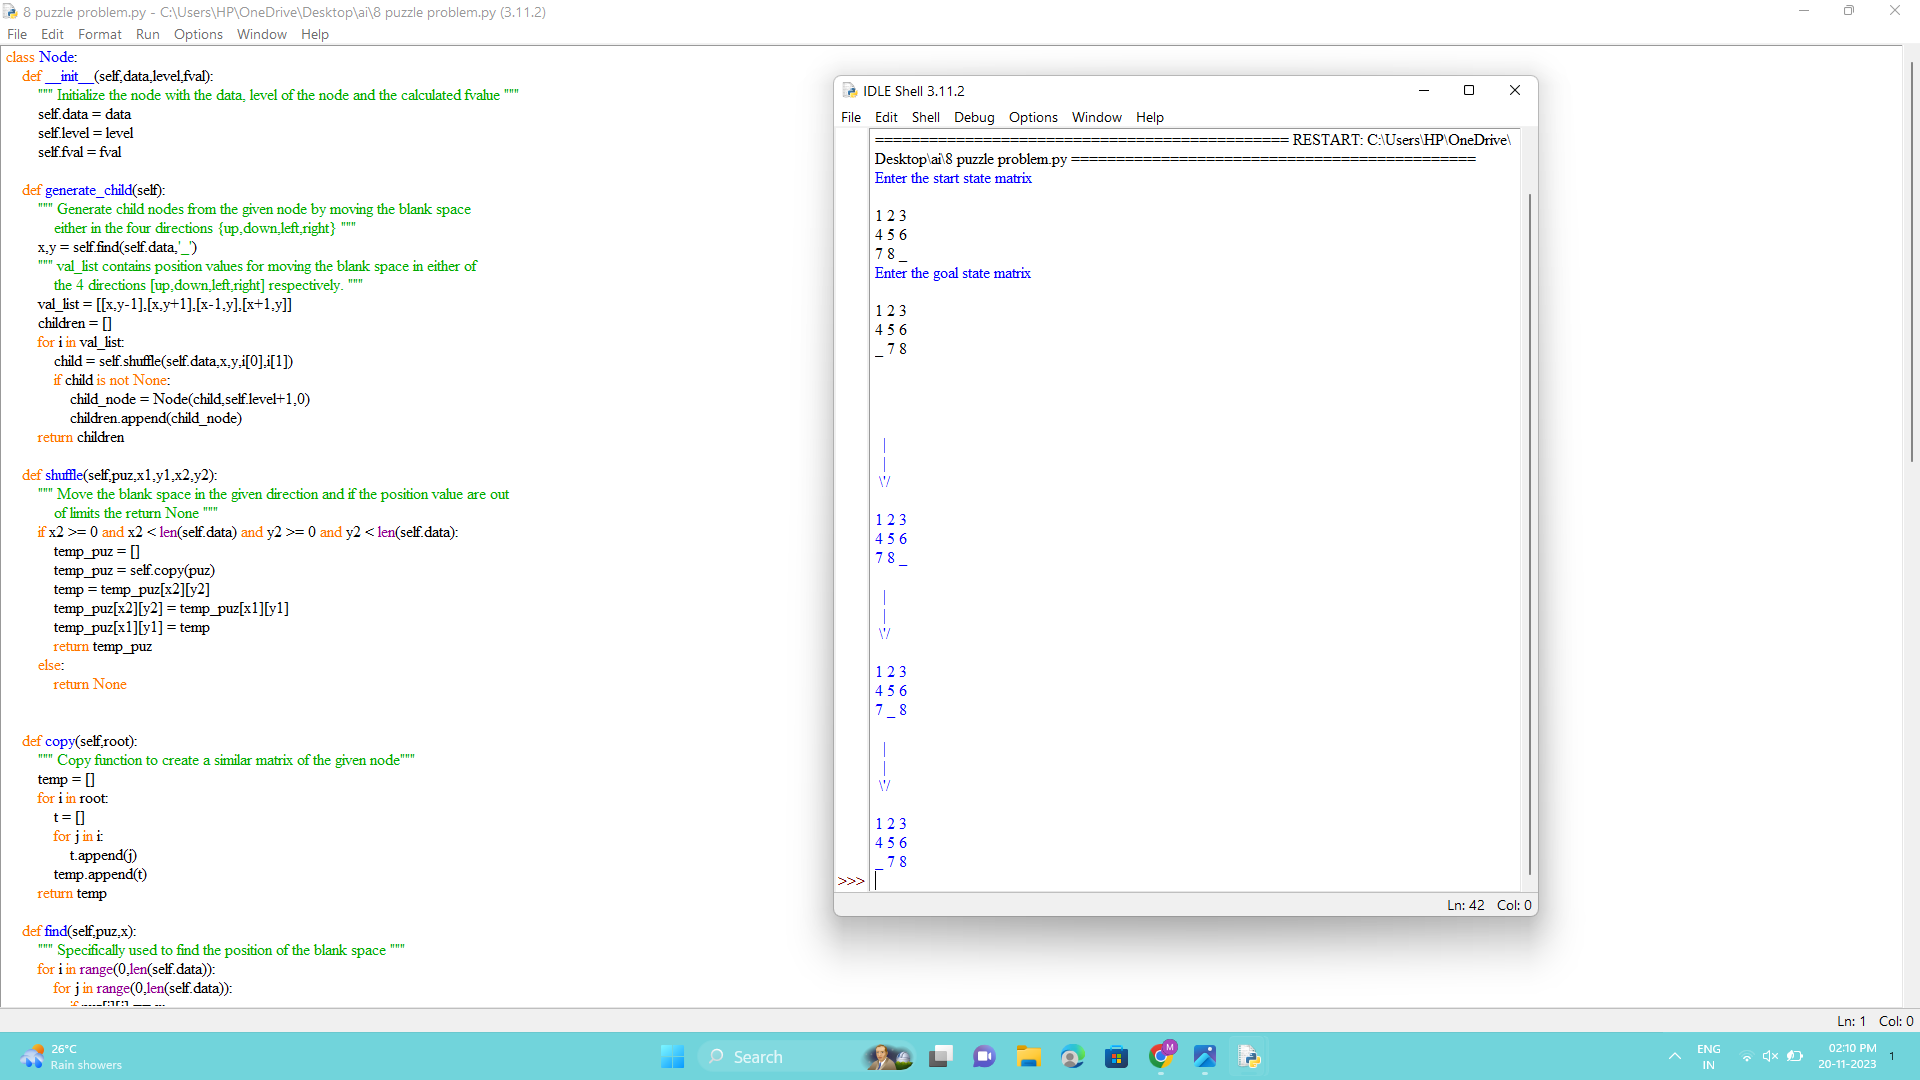 8 puzzle problem.py - C:\Users\HP\OneDrive\Desktop\ai\8 puzzle problem.py (3.11.2)
File Edit Format Run Options Window Help
class Node:
def __init__(self,data,level,fval):
""" Initialize the node with the data, level of the node and the calculated fvalue """
self.data = data
self.level = level
self.fval = fval
def generate_child(self):
""" Generate child nodes from the given node by moving the blank space
either in the four directions {up,down,left,right} """
x,y = self.find(self.data,'_')
""" val_list contains position values for moving the blank space in either of
the 4 directions [up,down,left,right] respectively. """
val_list = [[x,y-1],[x,y+1],[x-1,y],[x+1,y]]
children = []
for i in val_list:
child = self.shuffle(self.data,x,y,i[0],i[1])
if child is not None:
child_node = Node(child,self.level+1,0)
children.append(child_node)
return children
def shuffle(self,puz,x1,y1,x2,y2):
""" Move the blank space in the given direction and if the position value are out
of limits the return None """
if x2 >= 0 and x2 < len(self.data) and y2 >= 0 and y2 < len(self.data):
temp_puz = []
temp_puz = self.copy(puz)
temp = temp_puz[x2][y2]
temp_puz[x2][y2] = temp_puz[x1][y1]
temp_puz[x1][y1] = temp
return temp_puz
else:
return None
def copy(self,root):
""" Copy function to create a similar matrix of the given node"""
temp = []
for i in root:
t = []
for j in i:
t.append(j)
temp.append(t)
return temp
def find(self,puz,x):
""" Specifically used to find the position of the blank space """
for i in range(0,len(self.data)):
for j in range(0,len(self.data)):
Ln: 1 Col: 0
IDLE Shell 3.11.2
File Edit Shell Debug Options Window Help
============================================== RESTART: C:\Users\HP\OneDrive\
Desktop\ai\8 puzzle problem.py =============================================
Enter the start state matrix
1 2 3
4 5 6
7 8 _
Enter the goal state matrix
1 2 3
4 5 6
_ 7 8
|
|
\'/
1 2 3
4 5 6
7 8 _
|
|
\'/
1 2 3
4 5 6
7 _ 8
|
|
\'/
1 2 3
4 5 6
_ 7 8
>>>
Ln: 42 Col: 0
26°C
Rain showers
Search
M
ENG
IN
02:10 PM
20-11-2023
1